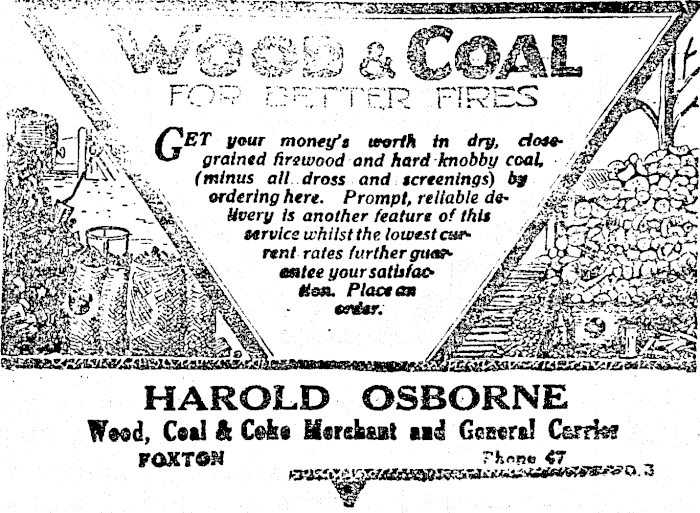 WOOD & COAL
FOR BETTER FIRES
GET your money's worth in dry, close-
grained firewood and hard knobby coal,
(minus all dross and screenings) by
ordering here. Prompt, reliable de-
livery is another feature of this
service whilst the lowest cur-
rent rates further guar-
antee your satisfac-
tion. Place an
order.
HAROLD OSBORNE
Wood, Coal & Coke Merchant and General Carrier
FOXTON Phone 47
O.3